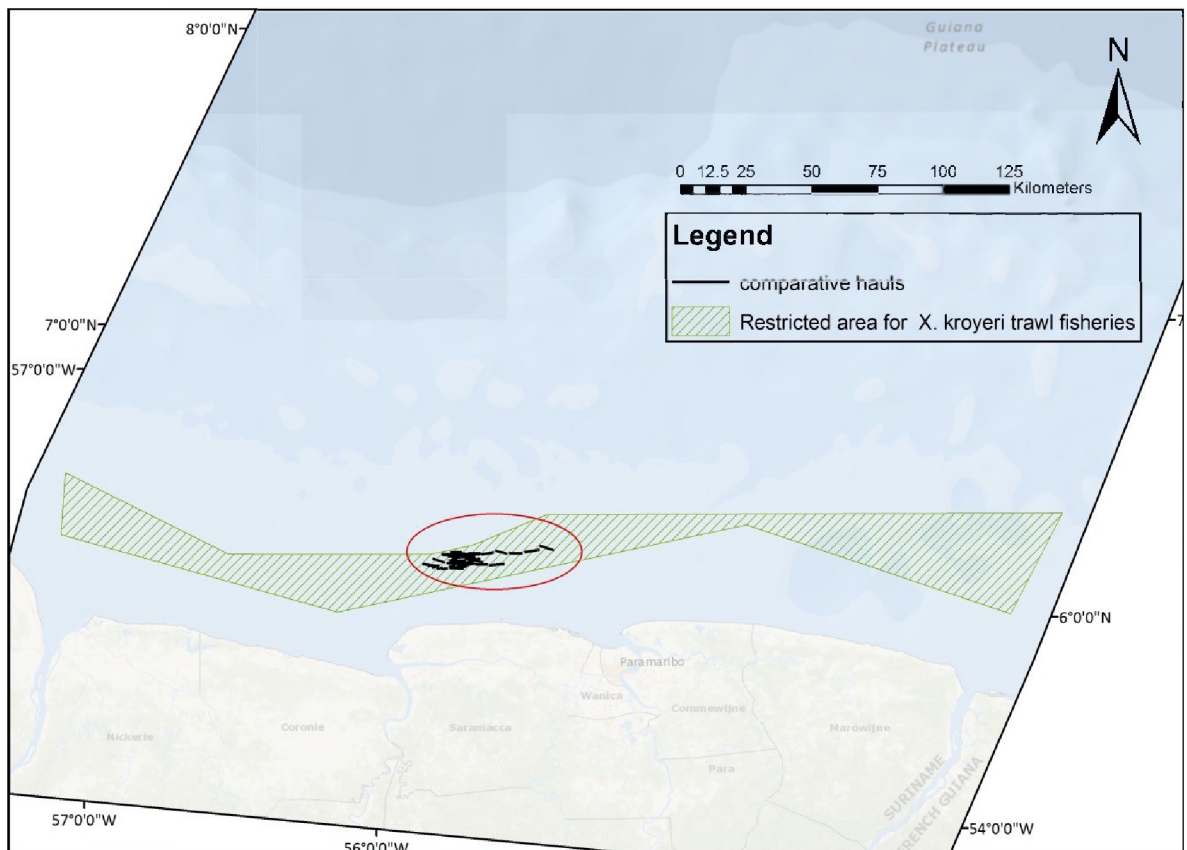 8°0'0"N
Guiana
Plateau
N
0 12.5 25 50 75 100 125
Kilometers
Legend
comparative hauls
Restricted area for X. kroyeri trawl fisheries
7°0'0"N
57°0'0"W
6°0'0"N
Paramaribo
Wanica
Commewijne
Nickerie
Coronie
Saramacca
Marowijne
Para
SURINAME
FRENCH GUIANA
57°0'0"W
56°0'0"W
54°0'0"W